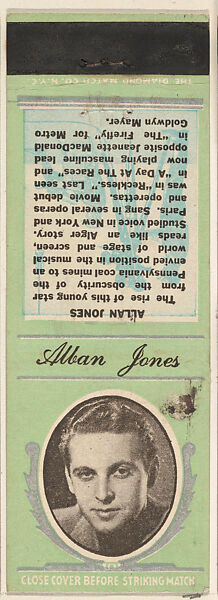 THE DIAMOND MATCH CO. N.Y.C.
ALLAN JONES
The rise of this young star
from the obscurity of the
Pennsylvania coal mines to an
envied position in the musical
world of stage and screen,
reads like an Alger story.
Studied voice in New York and
Paris. Sang in several operas
and operettas. Movie debut
was in "Reckless." Last seen
in "A Day At The Races", and
now playing leading masculine
opposite Jeanette MacDonald
in "The Firefly" for Metro
Goldwyn Mayer.
Allan Jones
CLOSE COVER BEFORE STRIKING MATCH